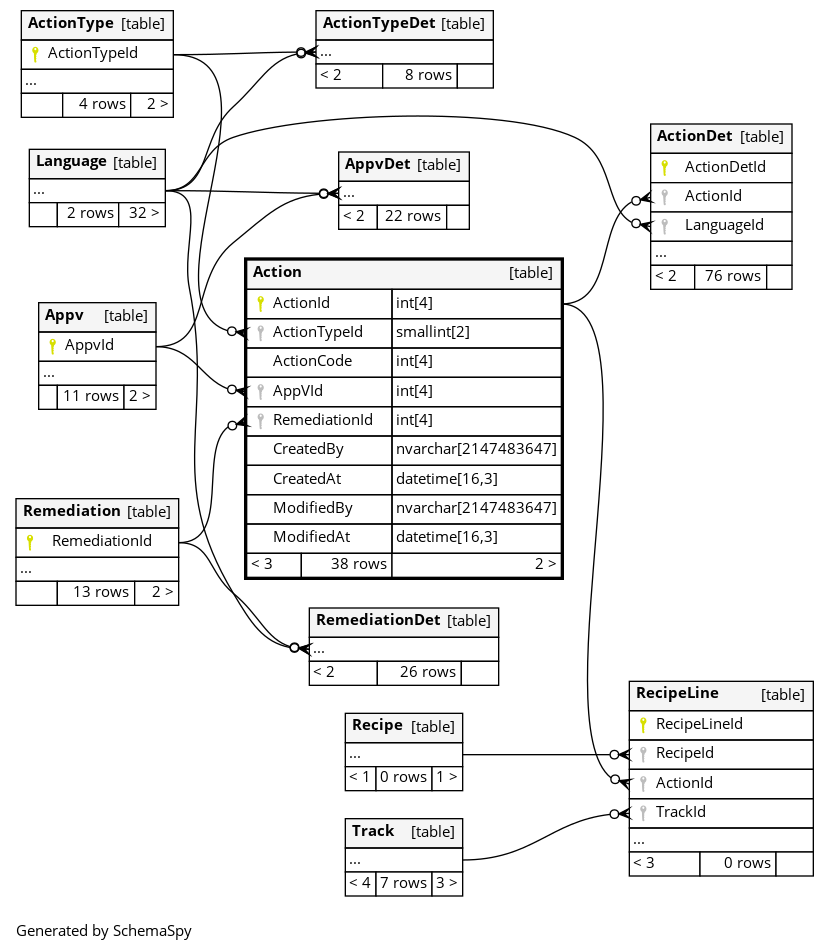 ActionType [table]
ActionTypeId
...
4 rows 2 >
ActionTypeDet [table]
...
< 2 8 rows
Language [table]
...
2 rows 32 >
AppvDet [table]
...
< 2 22 rows
ActionDet [table]
ActionDetId
ActionId
LanguageId
...
< 2 76 rows
Action [table]
ActionId int[4]
ActionTypeId smallint[2]
ActionCode int[4]
AppVId int[4]
RemediationId int[4]
CreatedBy nvarchar[2147483647]
CreatedAt datetime[16,3]
ModifiedBy nvarchar[2147483647]
ModifiedAt datetime[16,3]
< 3 38 rows 2 >
Appv [table]
AppvId
...
11 rows 2 >
Remediation [table]
RemediationId
...
13 rows 2 >
RemediationDet [table]
...
< 2 26 rows
Recipe [table]
...
< 1 0 rows 1 >
RecipeLine [table]
RecipeLineId
RecipeId
ActionId
TrackId
...
< 3 0 rows
Track [table]
...
< 4 7 rows 3 >
Generated by SchemaSpy